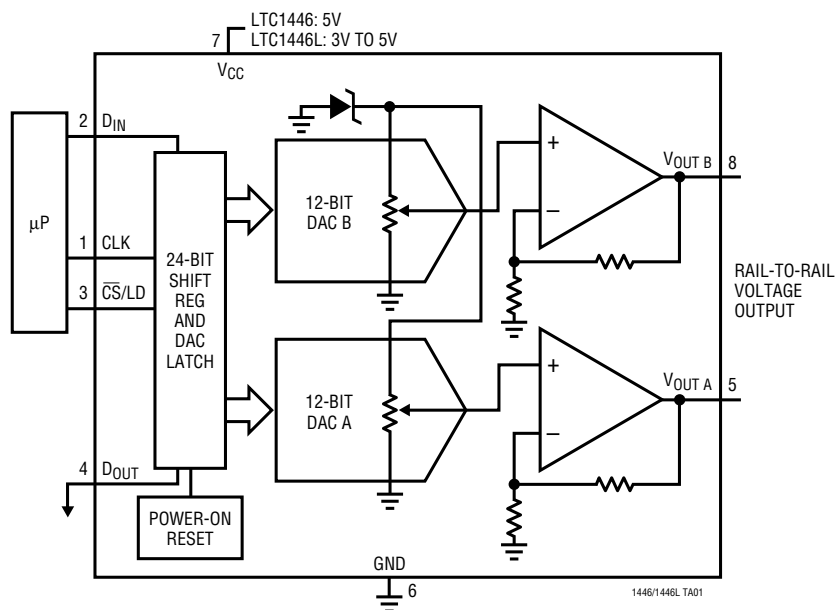 LTC1446: 5V
LTC1446L: 3V TO 5V
7
VCC
2
DIN
µP
1
CLK
3
CS/LD
24-BIT
SHIFT
REG
AND
DAC
LATCH
12-BIT
DAC B
+
−
VOUT B
8
RAIL-TO-RAIL
VOLTAGE
OUTPUT
12-BIT
DAC A
+
−
VOUT A
5
4
DOUT
POWER-ON
RESET
GND
6
1446/1446L TA01